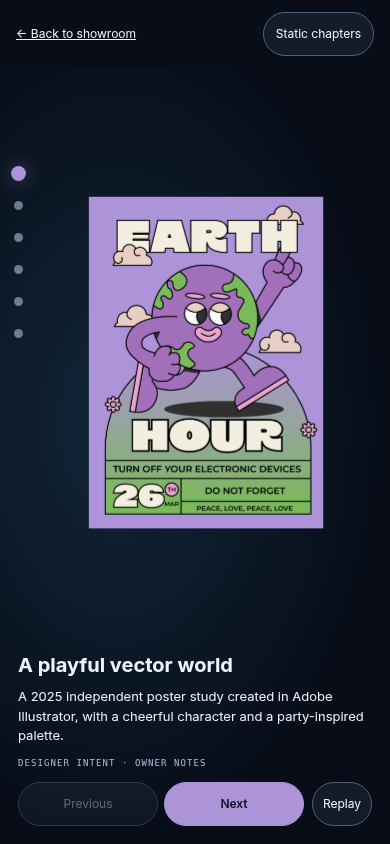 ← Back to showroom
Static chapters
EARTH
HOUR
TURN OFF YOUR ELECTRONIC DEVICES
26TH MAR
DO NOT FORGET
PEACE, LOVE, PEACE, LOVE
A playful vector world
A 2025 independent poster study created in Adobe
Illustrator, with a cheerful character and a party-inspired
palette.
DESIGNER INTENT · OWNER NOTES
Previous
Next
Replay